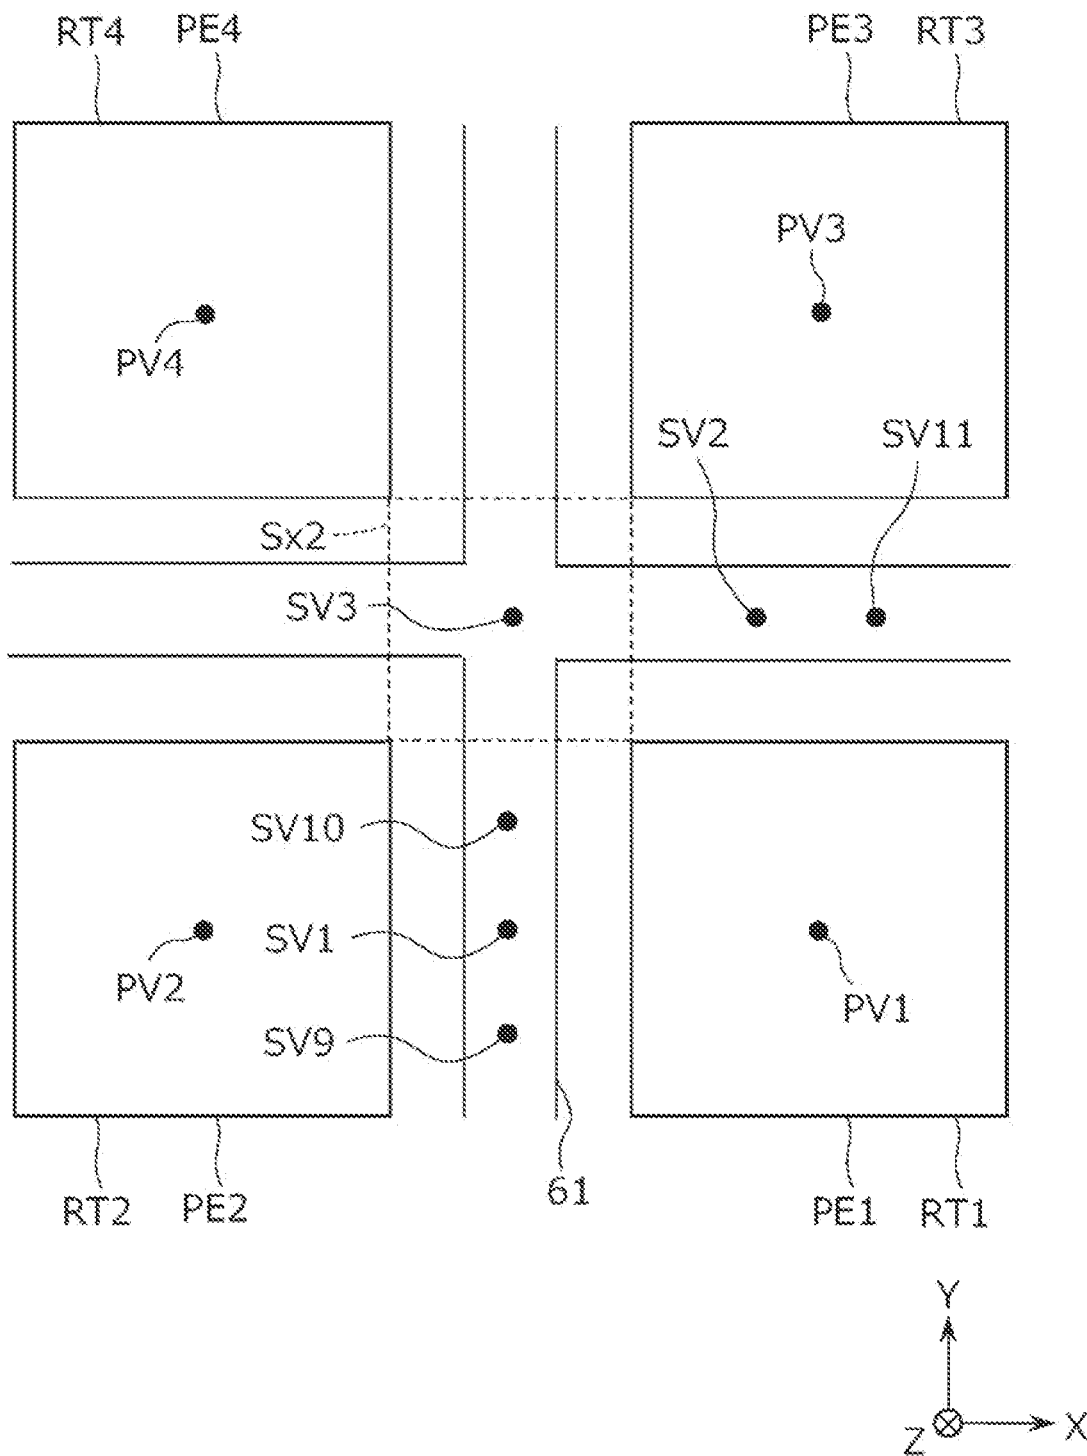 RT4 PE4 PE3 RT3
PV3
PV4
SV2 SV11
Sx2
SV3
SV10
SV1
PV2 PV1
SV9
61
RT2 PE2 PE1 RT1
Y
Z X